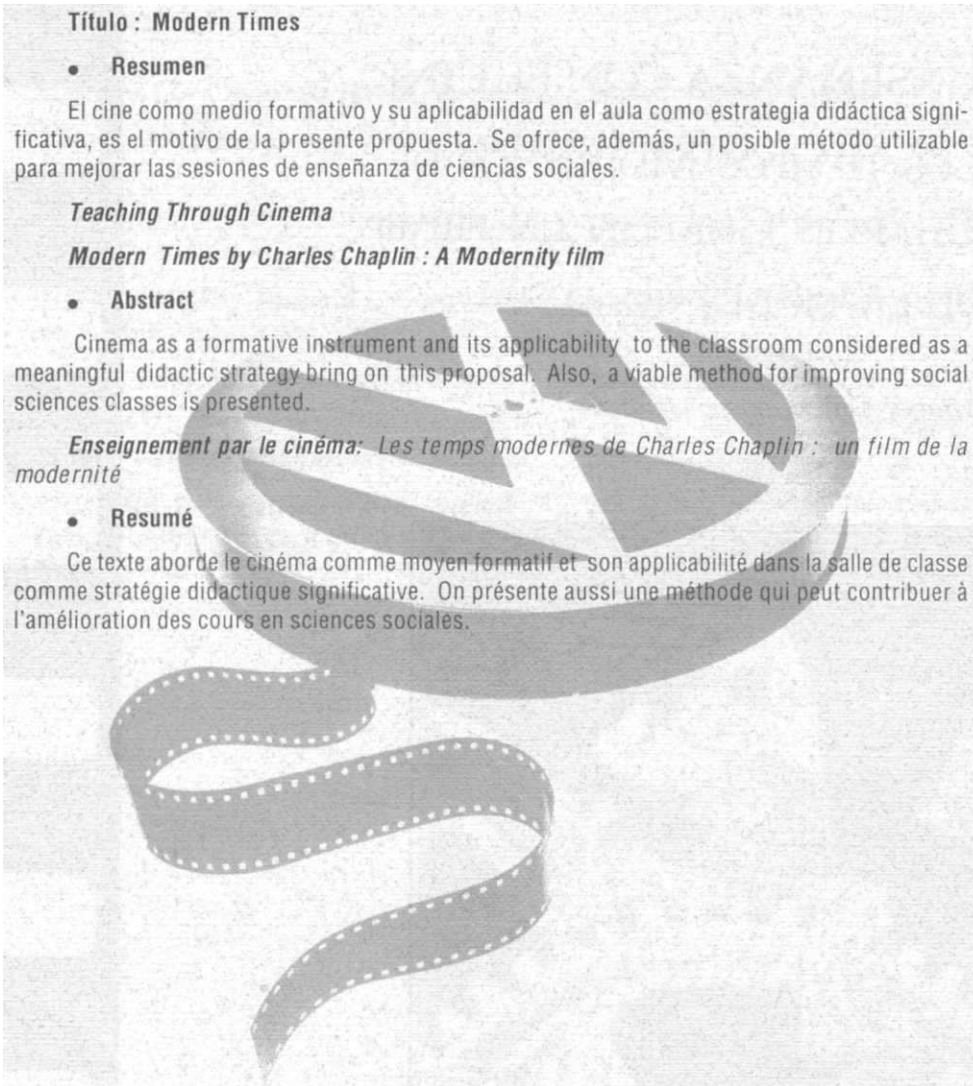 Título : Modern Times
• Resumen
El cine como medio formativo y su aplicabilidad en el aula como estrategia didáctica signi-
ficativa, es el motivo de la presente propuesta. Se ofrece, además, un posible método utilizable
para mejorar las sesiones de enseñanza de ciencias sociales.
Teaching Through Cinema
Modern Times by Charles Chaplin : A Modernity film
• Abstract
Cinema as a formative instrument and its applicability to the classroom considered as a
meaningful didactic strategy bring on this proposal. Also, a viable method for improving social
sciences classes is presented.
Enseignement par le cinéma: Les temps modernes de Charles Chaplin : un film de la
modernité
• Resumé
Ce texte aborde le cinéma comme moyen formatif et son applicabilité dans la salle de classe
comme stratégie didactique significative. On présente aussi une méthode qui peut contribuer à
l'amélioration des cours en sciences sociales.